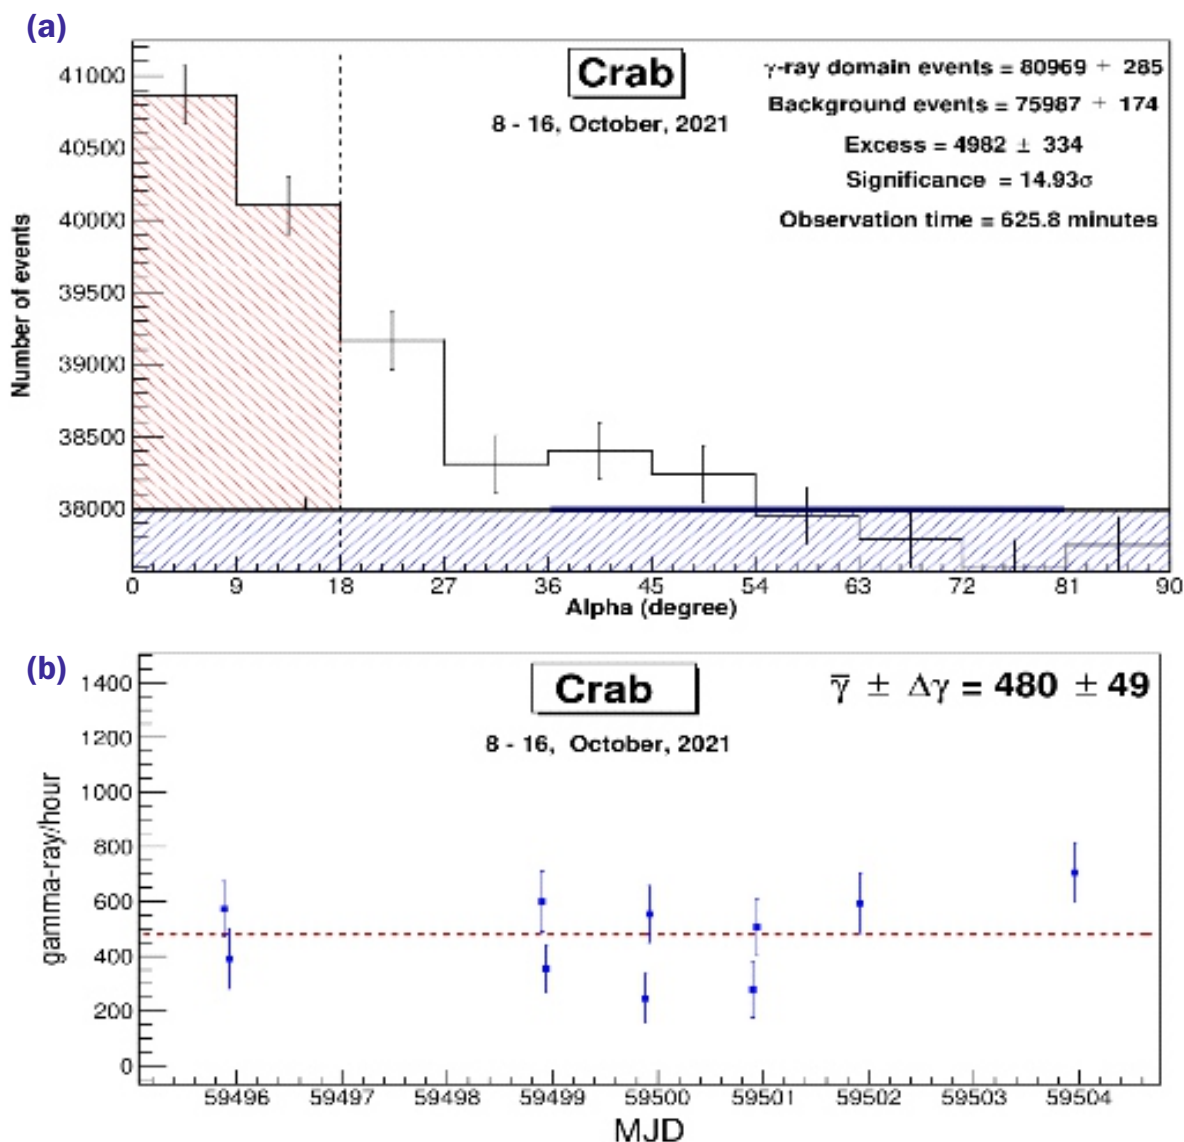 (a)
Crab
8 - 16, October, 2021
γ-ray domain events = 80969 + 285
Background events = 75987 + 174
Excess = 4982 ± 334
Significance = 14.93σ
Observation time = 625.8 minutes
Number of events
41000
40500
40000
39500
39000
38500
38000
0 9 18 27 36 45 54 63 72 81 90
Alpha (degree)
(b)
Crab
8 - 16, October, 2021
γ̅ ± Δγ = 480 ± 49
gamma-ray/hour
1400
1200
1000
800
600
400
200
0
59496 59497 59498 59499 59500 59501 59502 59503 59504
MJD